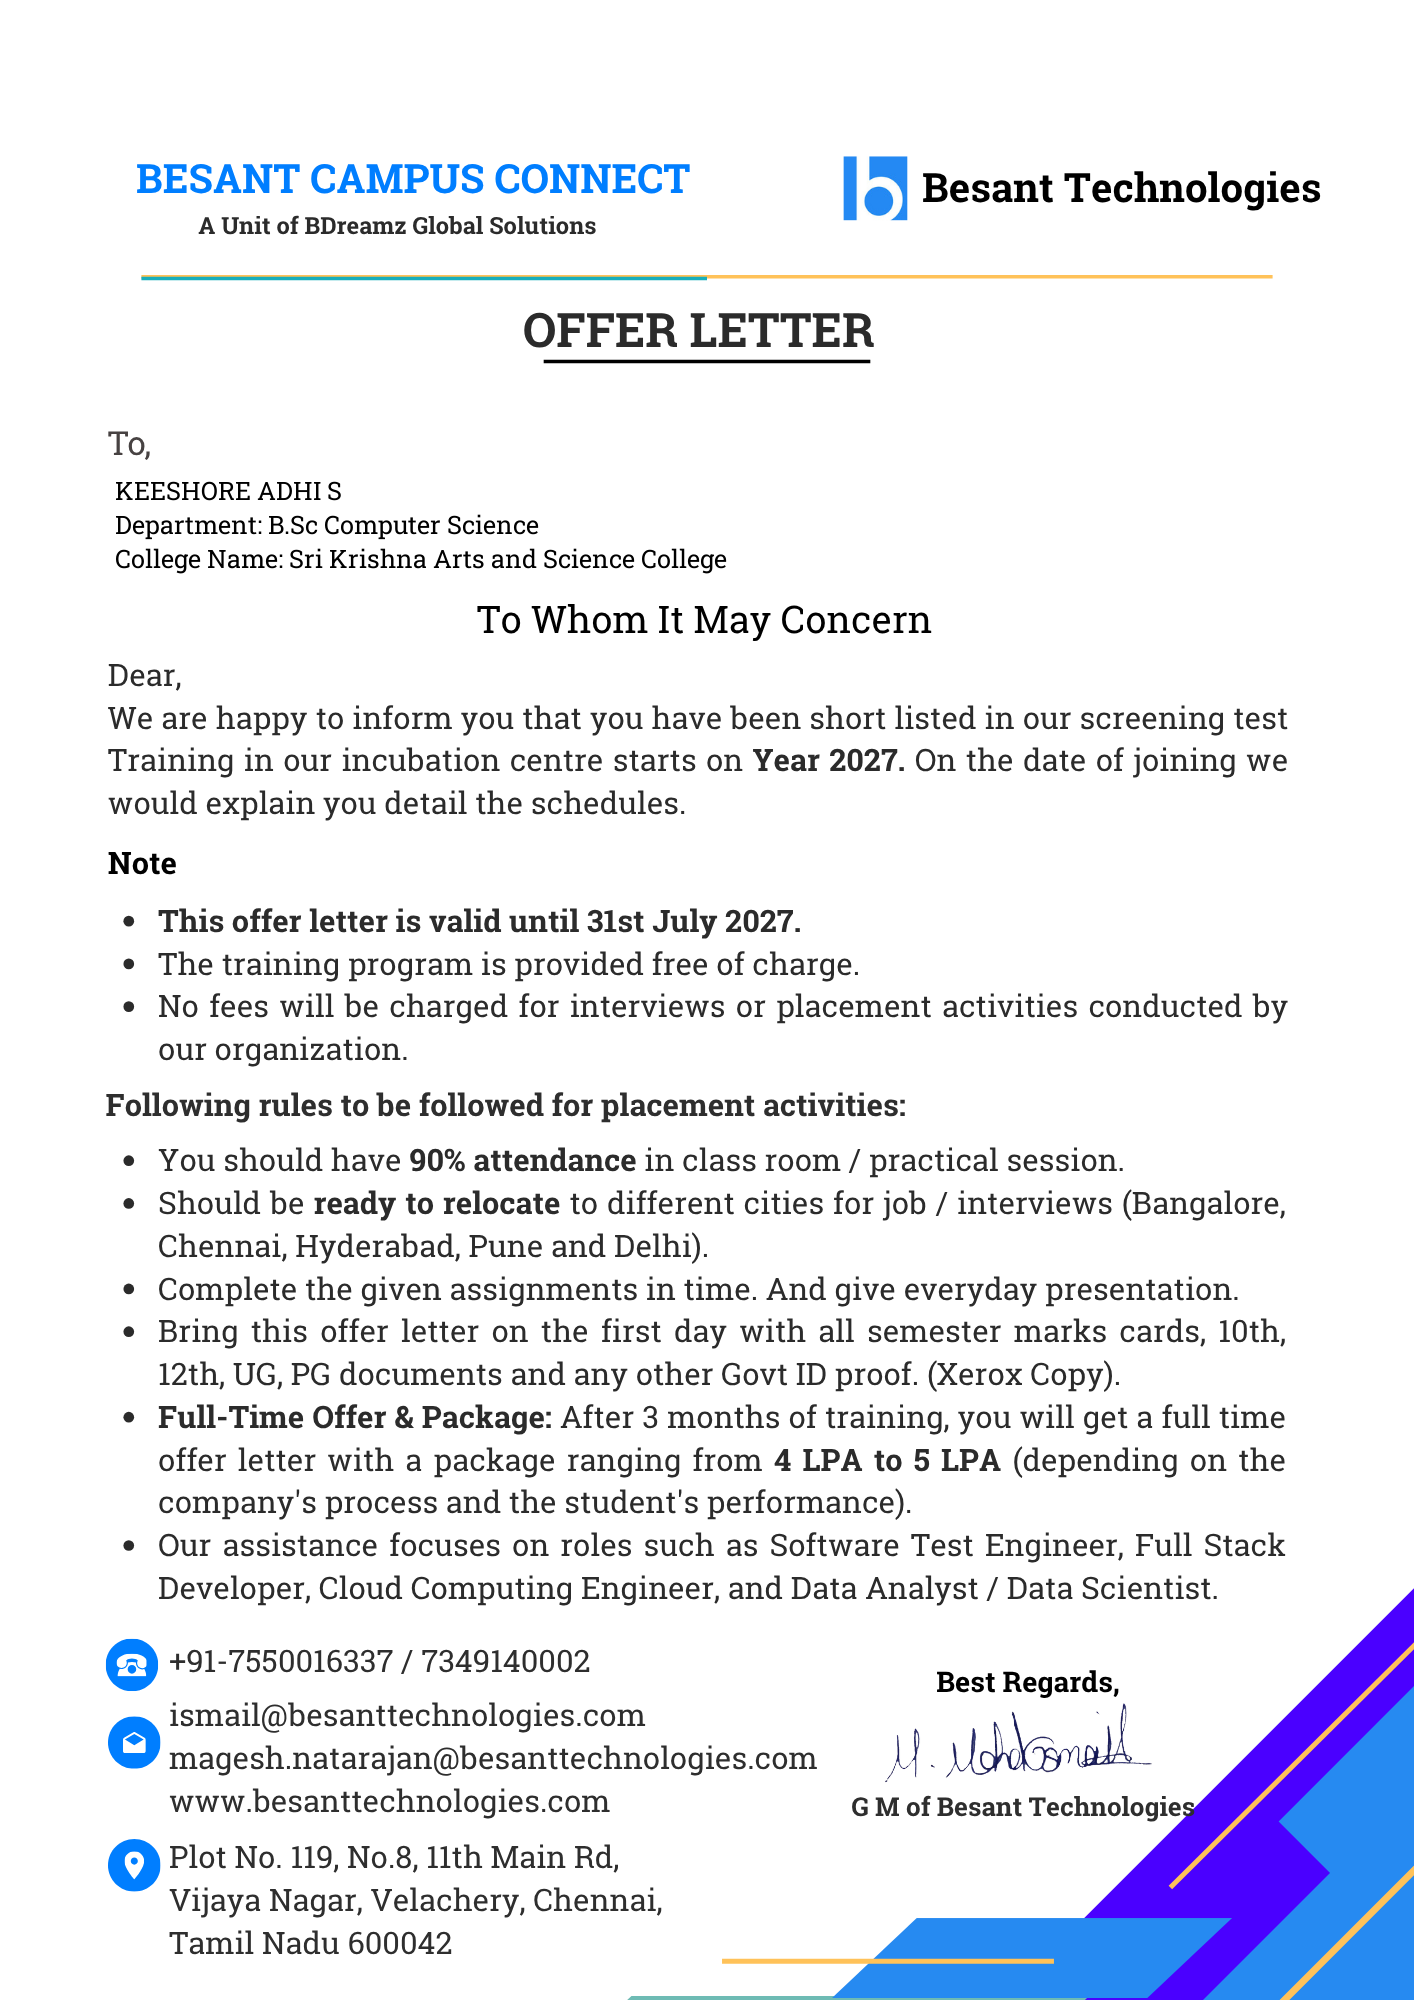 BESANT CAMPUS CONNECT
A Unit of BDreamz Global Solutions
Besant Technologies
OFFER LETTER
To,
KEESHORE ADHI S
Department: B.Sc Computer Science
College Name: Sri Krishna Arts and Science College
To Whom It May Concern
Dear,
We are happy to inform you that you have been short listed in our screening test
Training in our incubation centre starts on Year 2027. On the date of joining we
would explain you detail the schedules.
Note
• This offer letter is valid until 31st July 2027.
• The training program is provided free of charge.
• No fees will be charged for interviews or placement activities conducted by
our organization.
Following rules to be followed for placement activities:
• You should have 90% attendance in class room / practical session.
• Should be ready to relocate to different cities for job / interviews (Bangalore,
Chennai, Hyderabad, Pune and Delhi).
• Complete the given assignments in time. And give everyday presentation.
• Bring this offer letter on the first day with all semester marks cards, 10th,
12th, UG, PG documents and any other Govt ID proof. (Xerox Copy).
• Full-Time Offer & Package: After 3 months of training, you will get a full time
offer letter with a package ranging from 4 LPA to 5 LPA (depending on the
company's process and the student's performance).
• Our assistance focuses on roles such as Software Test Engineer, Full Stack
Developer, Cloud Computing Engineer, and Data Analyst / Data Scientist.
+91-7550016337 / 7349140002
ismail@besanttechnologies.com
magesh.natarajan@besanttechnologies.com
www.besanttechnologies.com
Plot No. 119, No.8, 11th Main Rd,
Vijaya Nagar, Velachery, Chennai,
Tamil Nadu 600042
Best Regards,
G M of Besant Technologies